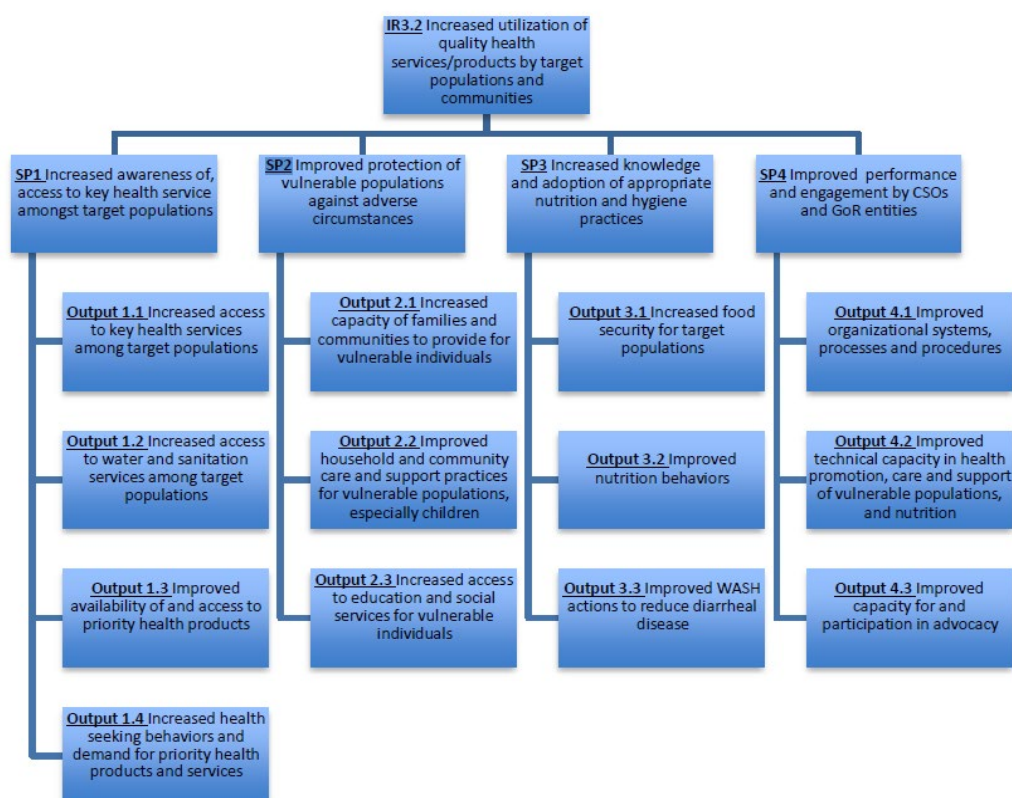 IR3.2 Increased utilization of
quality health
services/products by target
populations and
communities
SP1 Increased awareness of,
access to key health service
amongst target populations
SP2 Improved protection of
vulnerable populations
against adverse
circumstances
SP3 Increased knowledge
and adoption of appropriate
nutrition and hygiene
practices
SP4 Improved performance
and engagement by CSOs
and GoR entities
Output 1.1 Increased access
to key health services
among target populations
Output 2.1 Increased
capacity of families and
communities to provide for
vulnerable individuals
Output 3.1 Increased food
security for target
populations
Output 4.1 Improved
organizational systems,
processes and procedures
Output 1.2 Increased access
to water and sanitation
services among target
populations
Output 2.2 Improved
household and community
care and support practices
for vulnerable populations,
especially children
Output 3.2 Improved
nutrition behaviors
Output 4.2 Improved
technical capacity in health
promotion, care and support
of vulnerable populations,
and nutrition
Output 1.3 Improved
availability of and access to
priority health products
Output 2.3 Increased access
to education and social
services for vulnerable
individuals
Output 3.3 Improved WASH
actions to reduce diarrheal
disease
Output 4.3 Improved
capacity for and
participation in advocacy
Output 1.4 Increased health
seeking behaviors and
demand for priority health
products and services